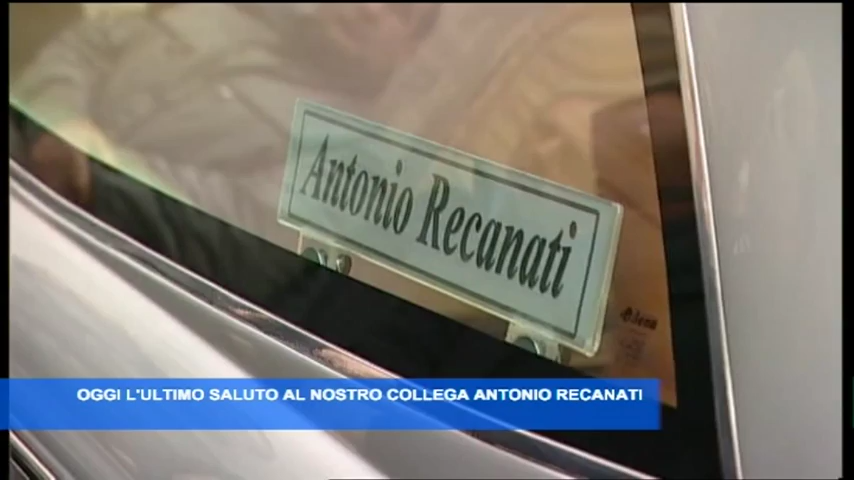 Antonio Recanati
OGGI L'ULTIMO SALUTO AL NOSTRO COLLEGA ANTONIO RECANATI